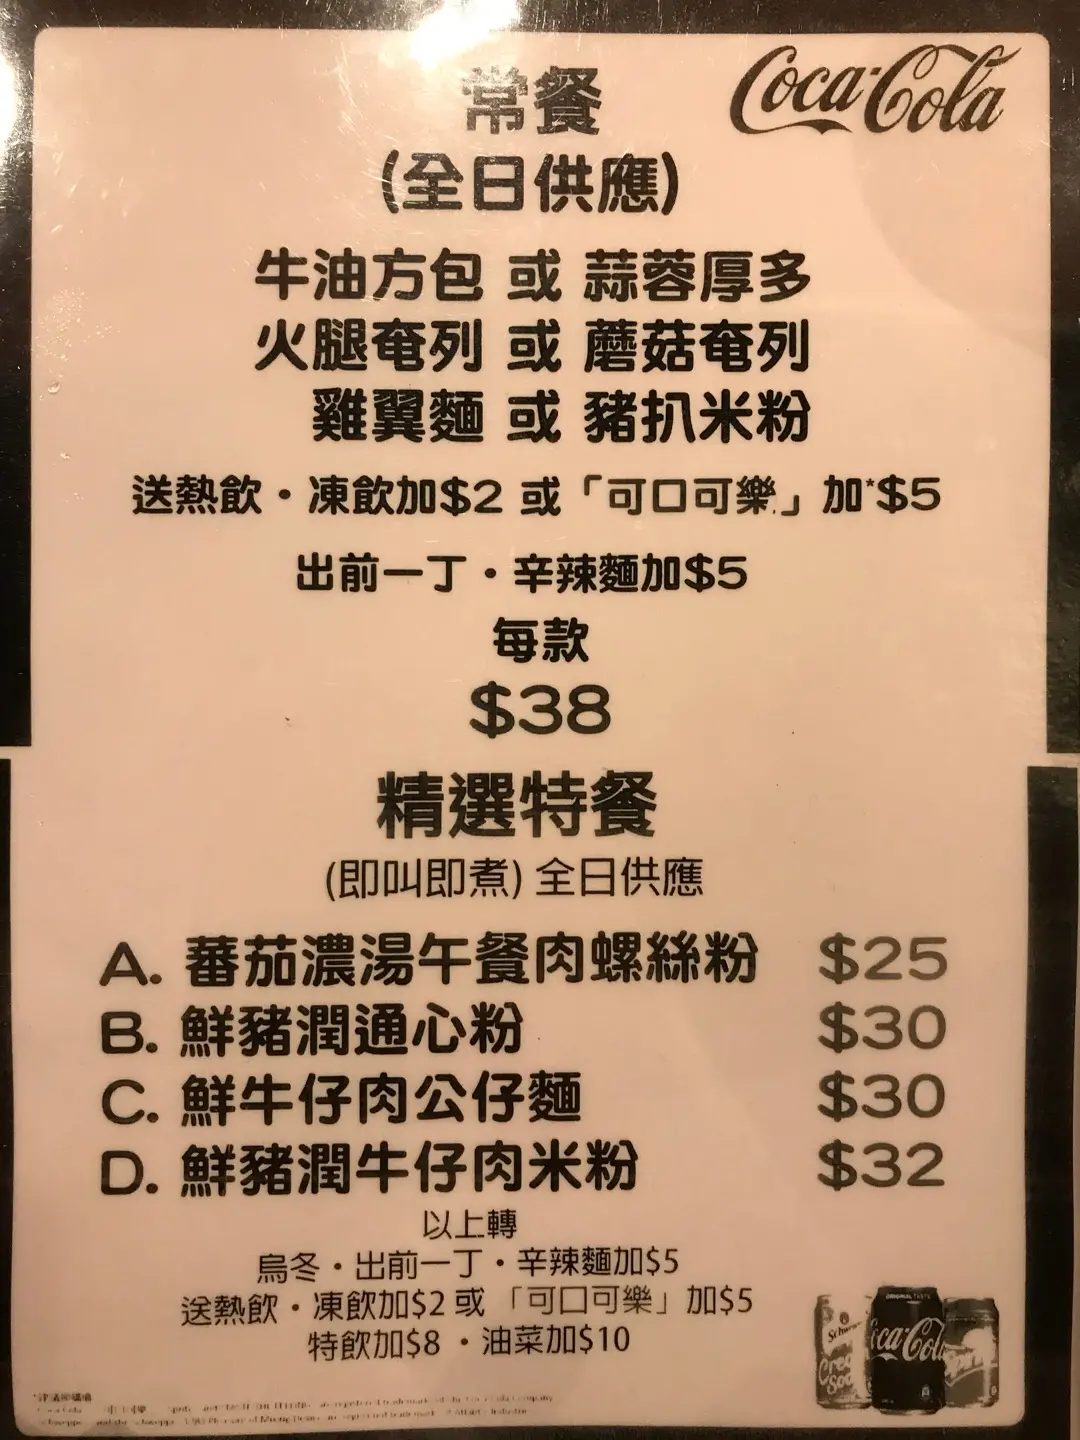 Coca-Cola
常餐
(全日供應)
牛油方包 或 蒜蓉厚多
火腿奄列 或 蘑菇奄列
雞翼麵 或 豬扒米粉
送熱飲・凍飲加$2 或「可口可樂」加*$5
出前一丁・辛辣麵加$5
每款
$38
精選特餐
(即叫即煮) 全日供應
A. 蕃茄濃湯午餐肉螺絲粉 $25
B. 鮮豬潤通心粉 $30
C. 鮮牛仔肉公仔麵 $30
D. 鮮豬潤牛仔肉米粉 $32
以上轉
烏冬・出前一丁・辛辣麵加$5
送熱飲・凍飲加$2 或 「可口可樂」加$5
特飲加$8 ・油菜加$10
ORIGINAL TASTE
Coca-Cola